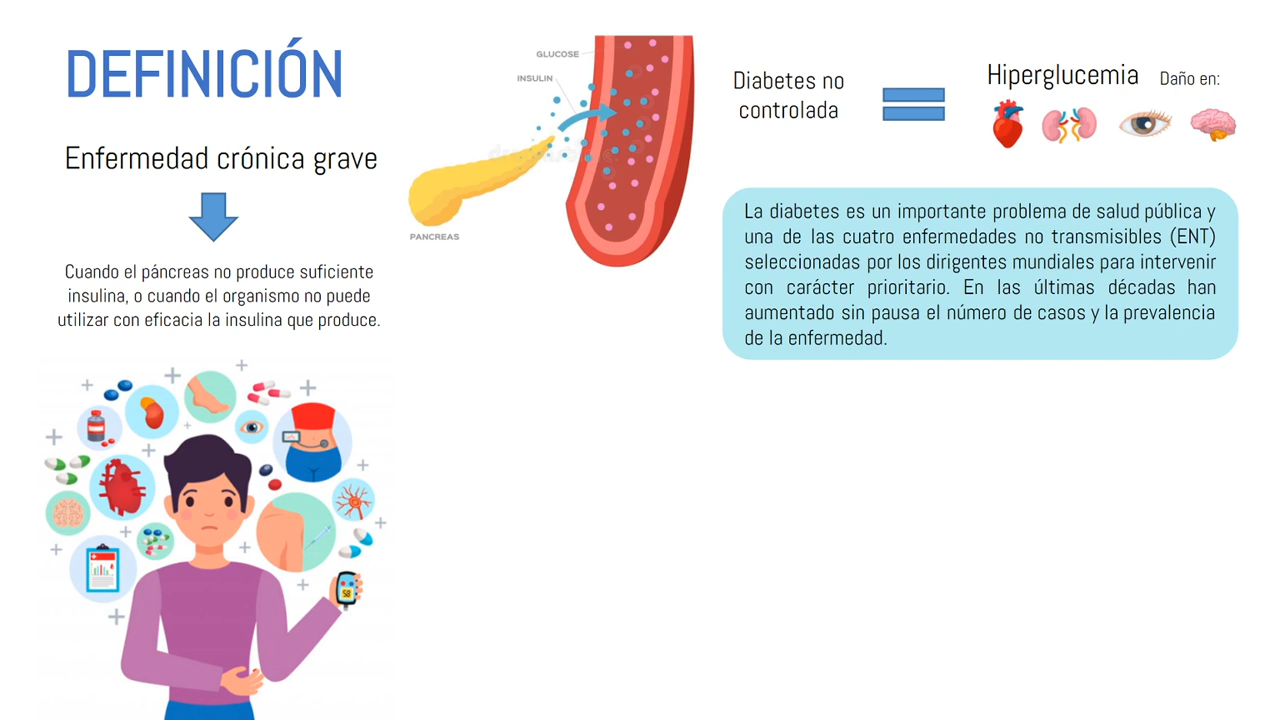 DEFINICIÓN
Enfermedad crónica grave
Cuando el páncreas no produce suficiente
insulina, o cuando el organismo no puede
utilizar con eficacia la insulina que produce.
GLUCOSE
INSULIN
PANCREAS
Diabetes no
controlada
Hiperglucemia
Daño en:
La diabetes es un importante problema de salud pública y
una de las cuatro enfermedades no transmisibles (ENT)
seleccionadas por los dirigentes mundiales para intervenir
con carácter prioritario. En las últimas décadas han
aumentado sin pausa el número de casos y la prevalencia
de la enfermedad.